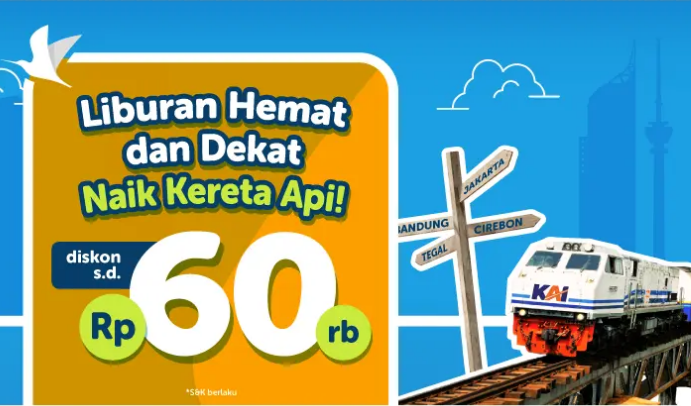 Liburan Hemat
dan Dekat
Naik Kereta Api!
diskon
s.d.
Rp 60 rb
*S&K berlaku
JAKARTA
BANDUNG
CIREBON
TEGAL
KAI